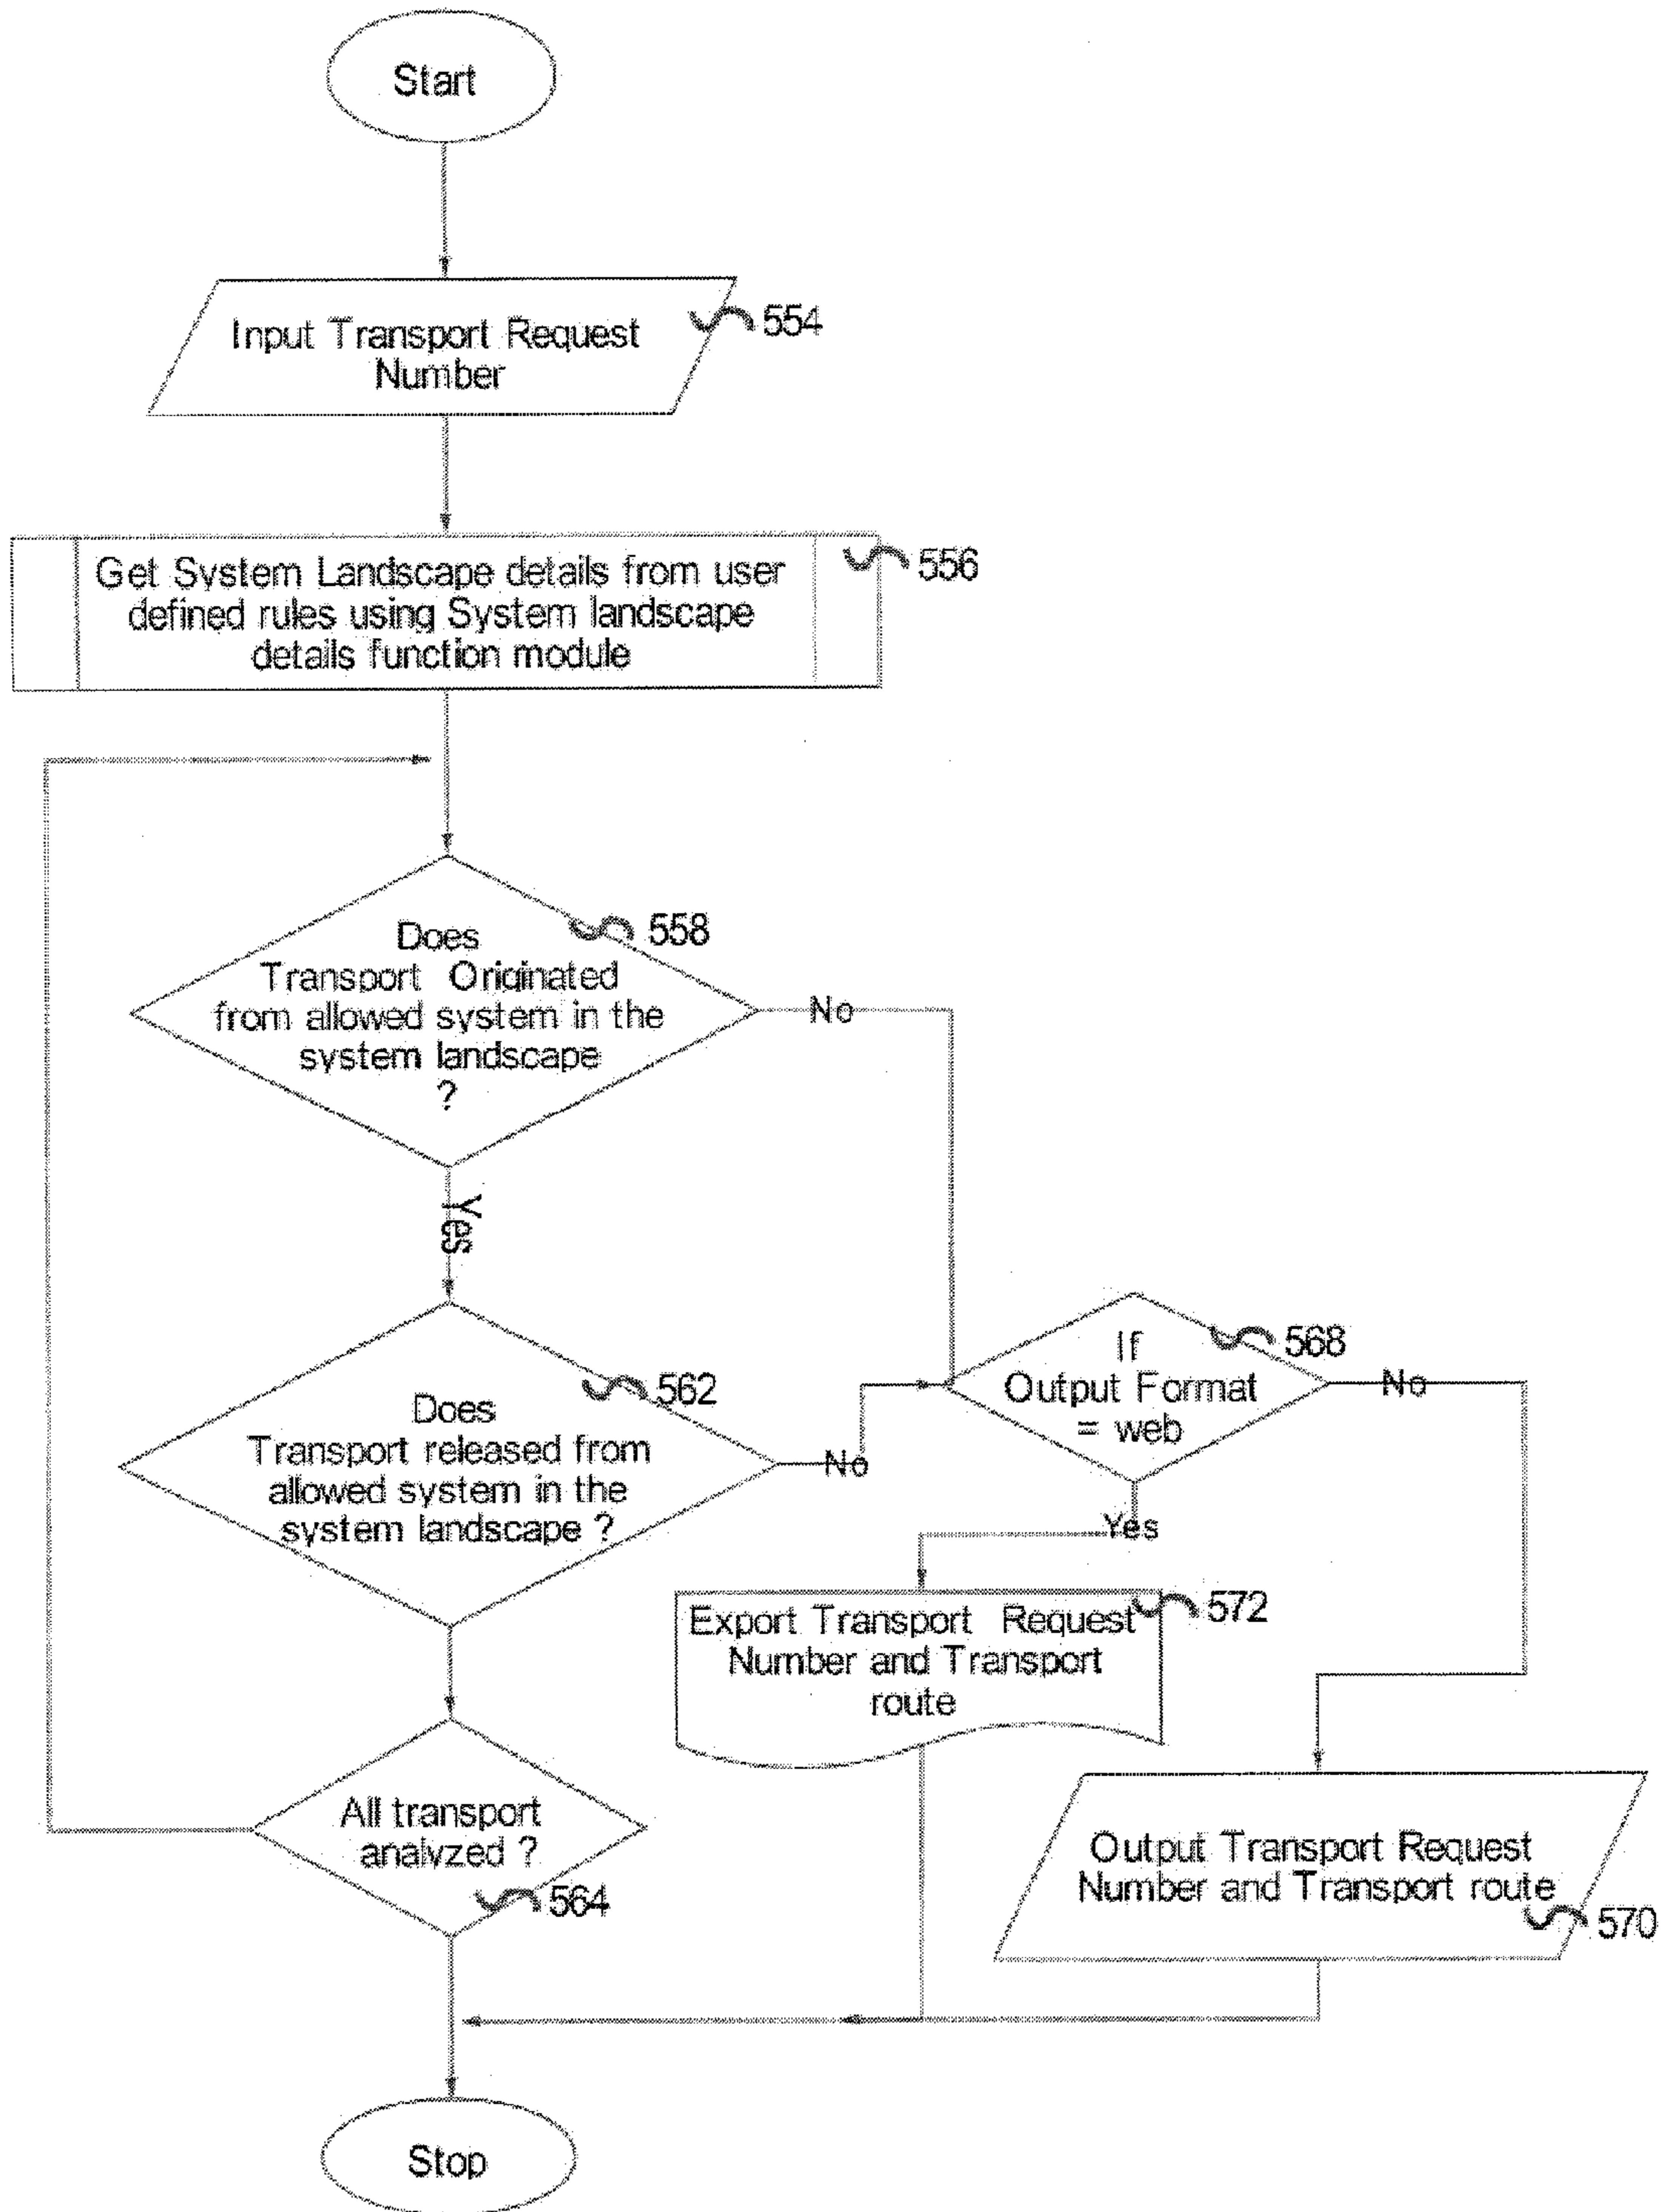 Start
Input Transport Request
Number
554
Get System Landscape details from user
defined rules using System landscape
details function module
556
Does
Transport Originated
from allowed system in the
system landscape
?
558
No
Yes
Does
Transport released from
allowed system in the
system landscape ?
562
No
If
Output Format
= web
568
No
Yes
Export Transport Request
Number and Transport
route
572
All transport
analyzed ?
564
Output Transport Request
Number and Transport route
570
Stop